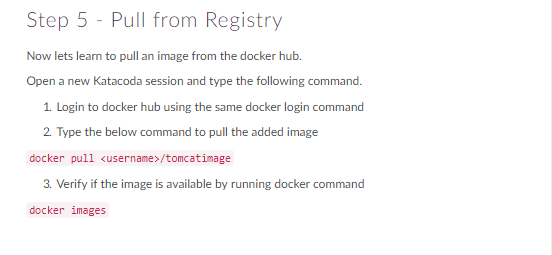 Step 5 - Pull from Registry
Now lets learn to pull an image from the docker hub.
Open a new Katacoda session and type the following command.
1. Login to docker hub using the same docker login command
2. Type the below command to pull the added image
docker pull <username>/tomcatimage
3. Verify if the image is available by running docker command
docker images